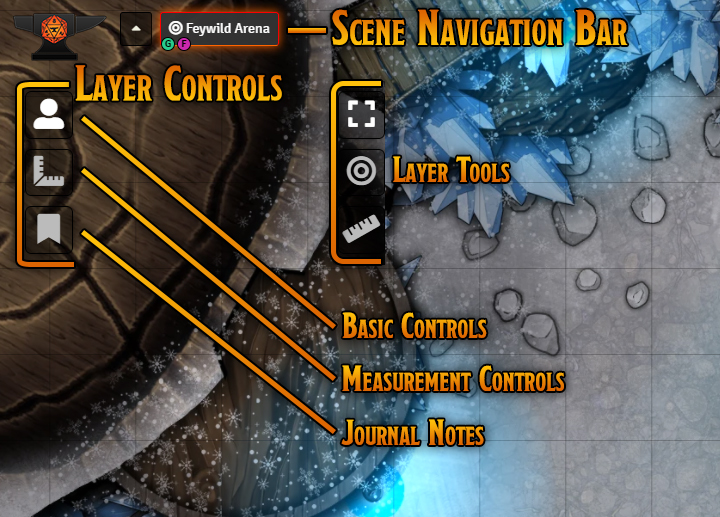 Feywild Arena
G F
Scene Navigation Bar
Layer Controls
Layer Tools
Basic Controls
Measurement Controls
Journal Notes